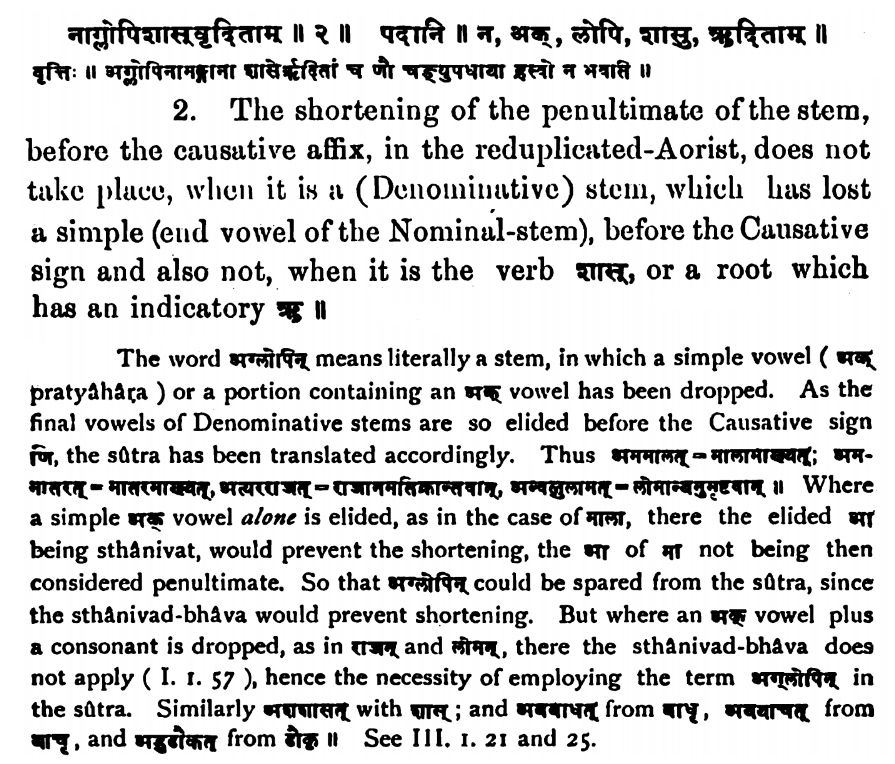 नाग्लोपिशास्वृदिताम् ॥ २ ॥ पदानि ॥ न, अक्, लोपि, शासु, ऋदिताम् ॥
वृत्तिः ॥ अग्लोपिनामङ्गाना शासेर्ऋदितां च णौ चङ्युपधाया ह्रस्वो न भवति ॥
2. The shortening of the penultimate of the stem,
before the causative affix, in the reduplicated-Aorist, does not
take place, when it is a (Denominative) stem, which has lost
a simple (end vowel of the Nominal-stem), before the Causative
sign and also not, when it is the verb शास्, or a root which
has an indicatory ऋ ॥
The word अग्लोपिन् means literally a stem, in which a simple vowel ( अक्
pratyâhâra ) or a portion containing an अक् vowel has been dropped. As the
final vowels of Denominative stems are so elided before the Causative sign
णि, the sûtra has been translated accordingly. Thus अममालत् = मालामाख्यत्; अम-
मातरत् = मातरमाख्यत्, अत्यरराजत् = राजानमतिक्रान्तवान्, अन्वलुलोमत् = लोमान्यनुमृष्टवान् ॥ Where
a simple अक् vowel alone is elided, as in the case of माला, there the elided आ
being sthânivat, would prevent the shortening, the आ of मा not being then
considered penultimate. So that अग्लोपिन् could be spared from the sûtra, since
the sthânivad-bhâva would prevent shortening. But where an अक् vowel plus
a consonant is dropped, as in राजन् and लोमन्, there the sthânivad-bhâva does
not apply ( I. 1. 57 ), hence the necessity of employing the term अग्लोपिन् in
the sûtra. Similarly अशशासत् with शास्; and अबबाधत् from बाधृ, अययाचत् from
याचृ, and अडुढौकत् from ढौकृ ॥ See III. 1. 21 and 25.